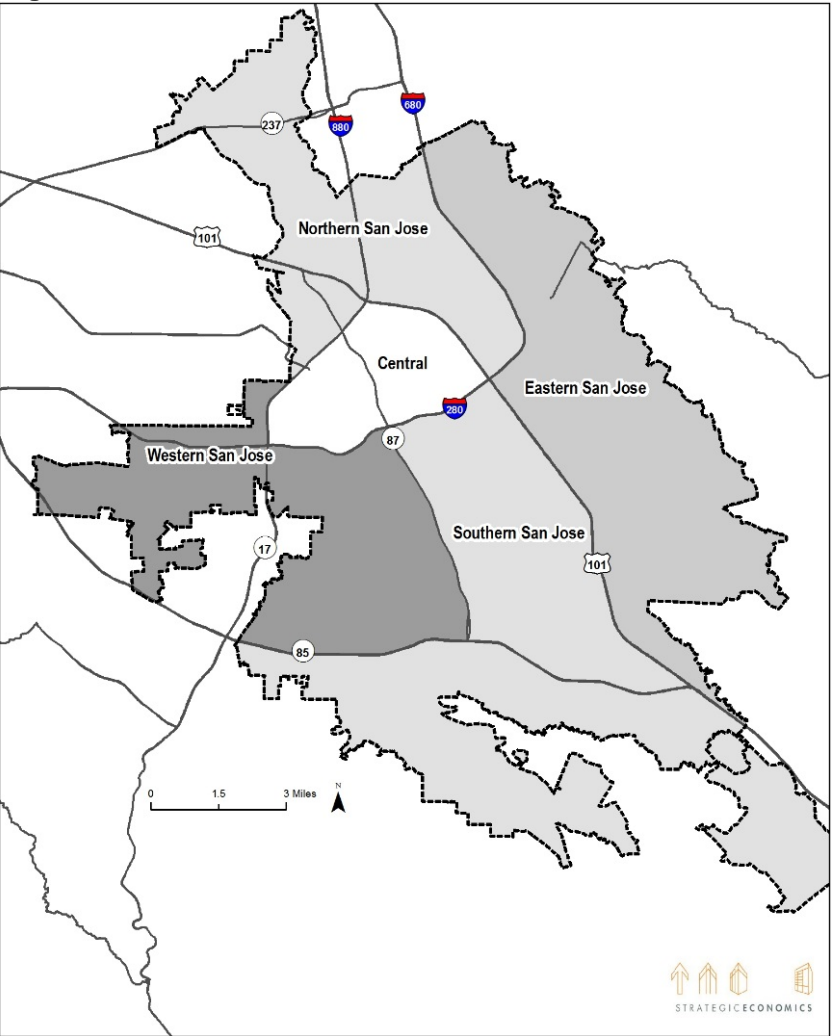 680
237
880
Northern San Jose
101
Central
Eastern San Jose
280
87
Western San Jose
Southern San Jose
17
101
85
0 1.5 3 Miles
N
STRATEGICECONOMICS